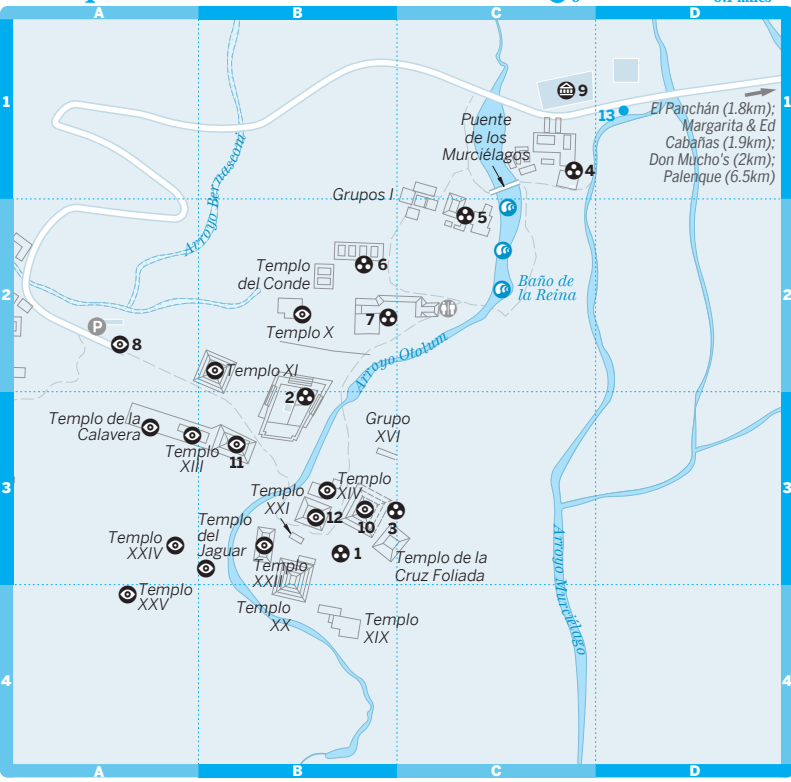 A
B
C
D
1
9
1
13
El Panchán (1.8km);
Margarita & Ed
Cabañas (1.9km);
Don Mucho's (2km);
Palenque (6.5km)
Puente
de los
Murciélagos
4
Arroyo Bernasconi
Grupos I
5
2
6
Templo
del Conde
Baño de
la Reina
2
7
Templo X
P
8
Arroyo Otolum
Templo XI
2
Templo de la
Calavera
Grupo
XVI
Templo
XIII
11
3
Templo
XIV
3
Templo
XXI
12
10
3
Templo
del
Jaguar
Templo
XXIV
1
Templo de la
Cruz Foliada
Templo
XXII
Arroyo Murciélago
Templo
XXV
Templo
XX
Templo
XIX
4
4
A
B
C
D